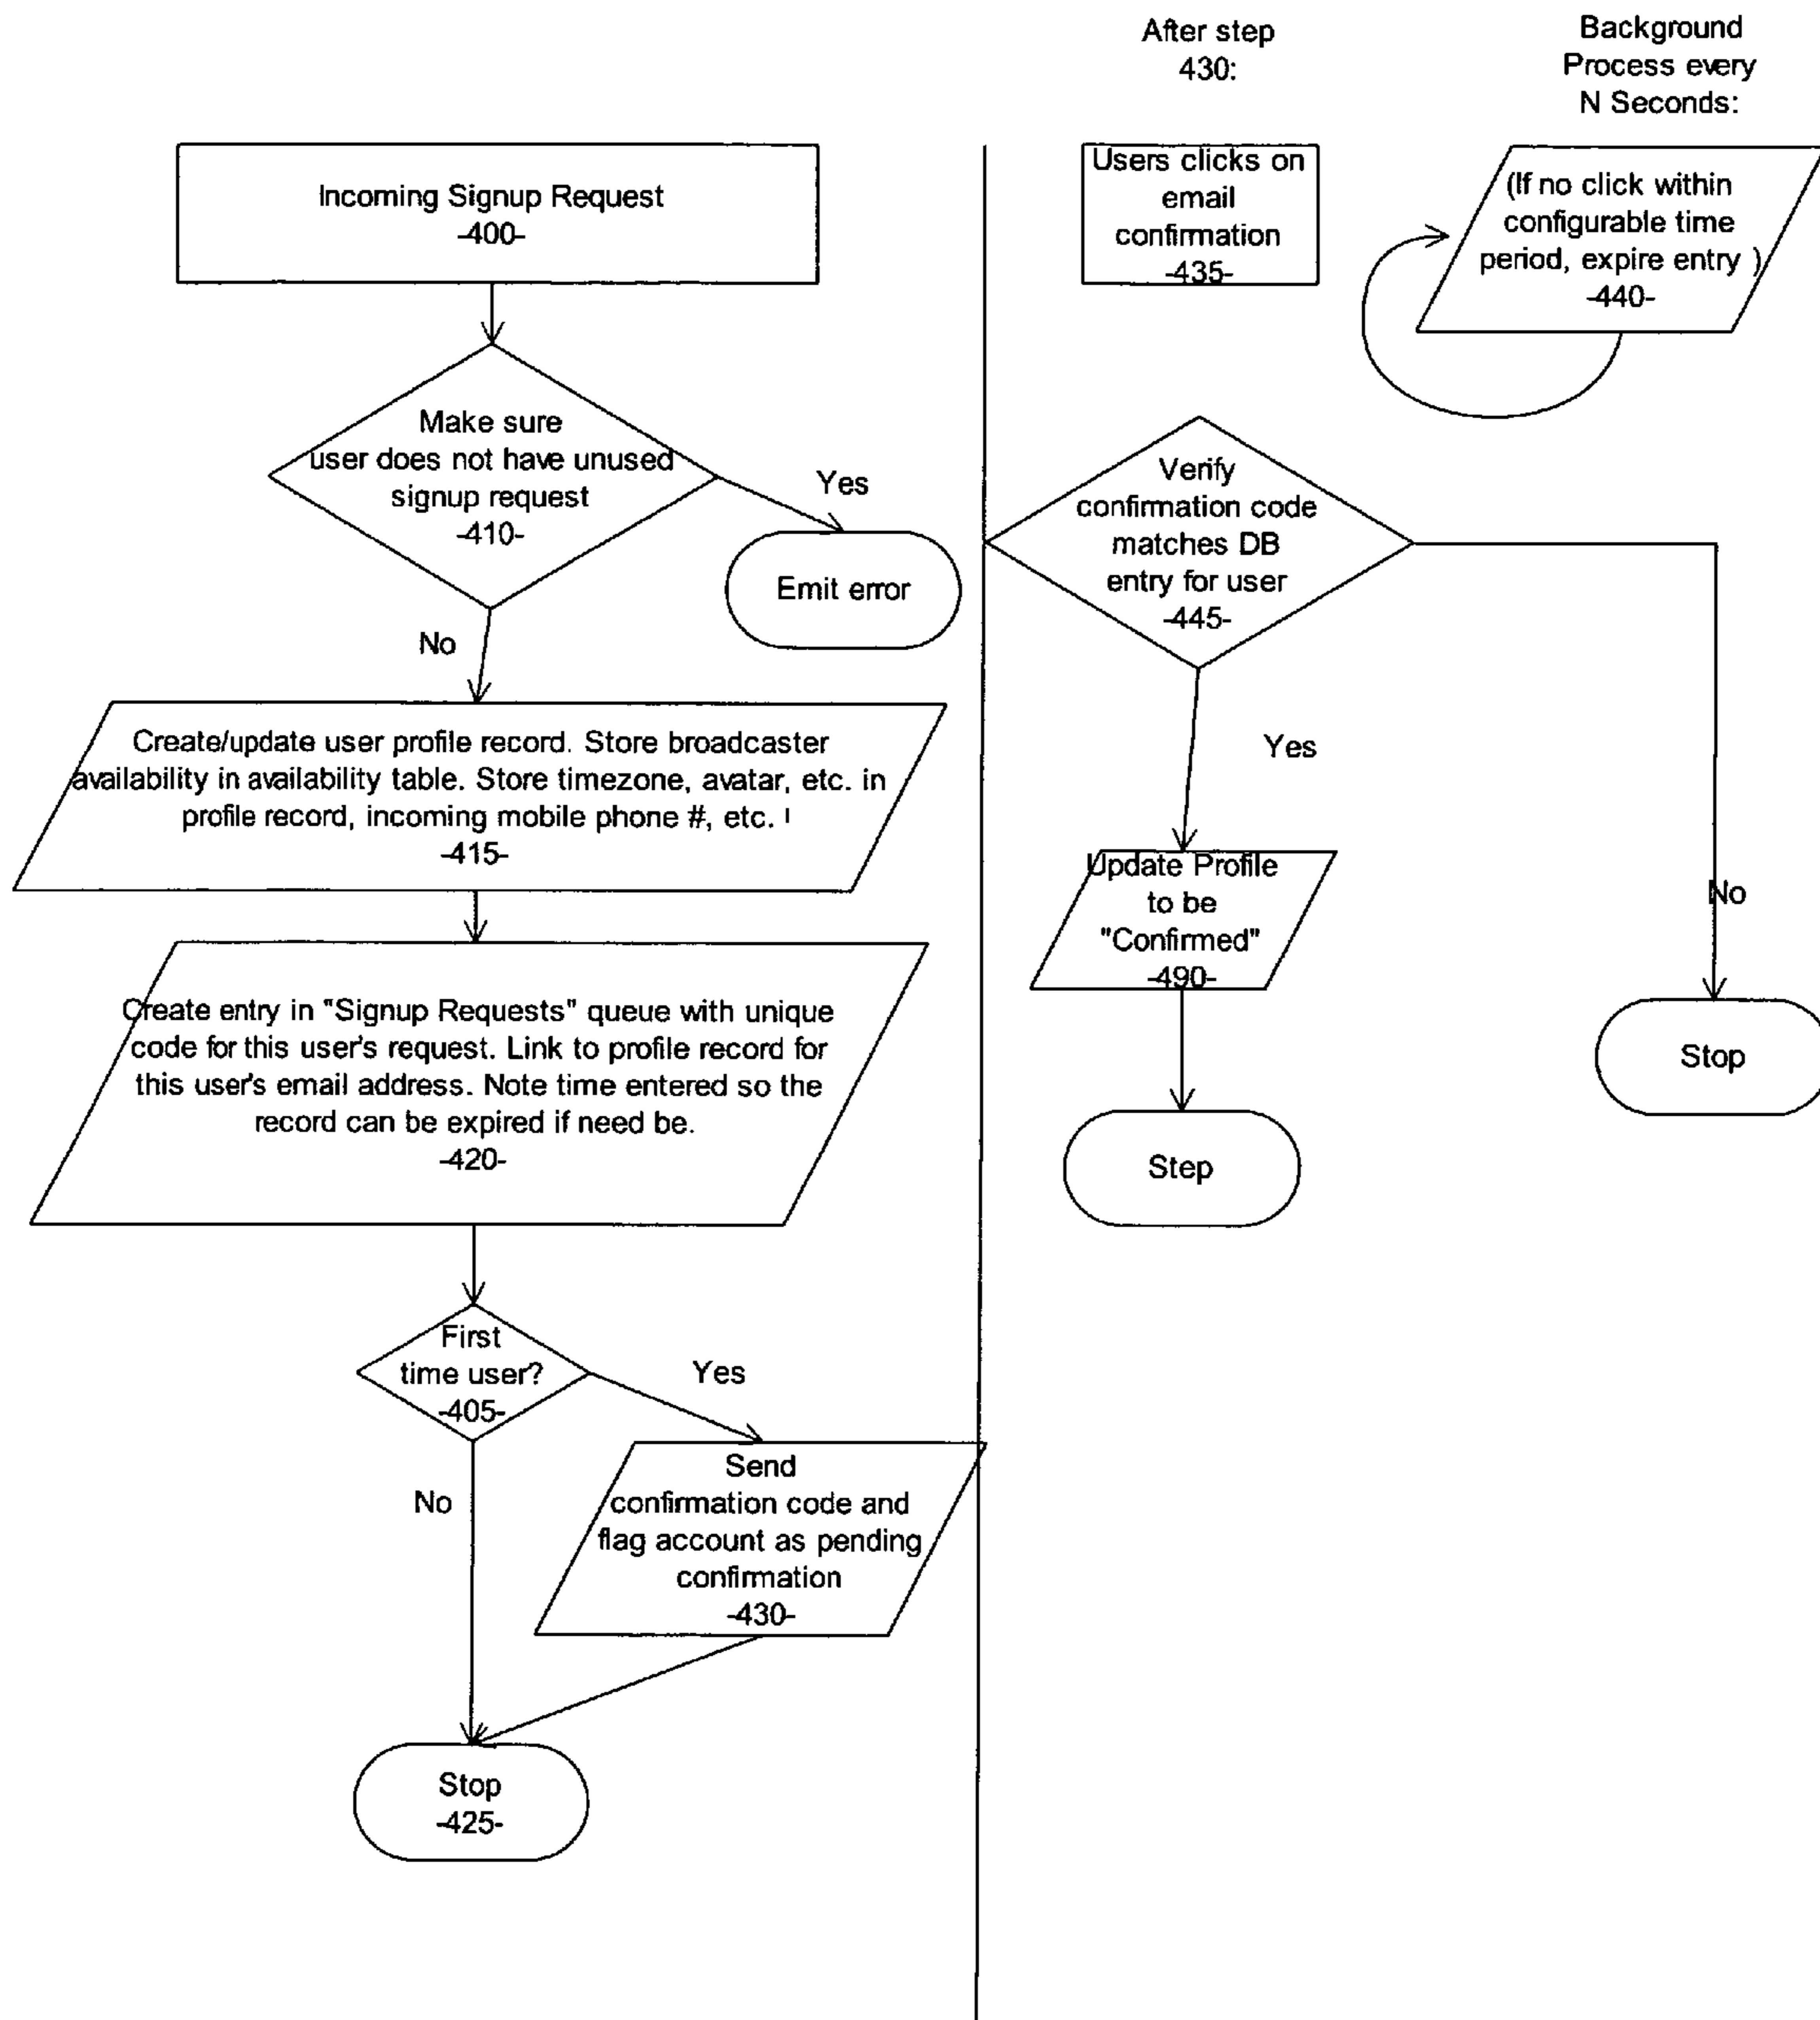 Incoming Signup Request
-400-
Make sure
user does not have unused
signup request
-410-
Yes
Emit error
No
Create/update user profile record. Store broadcaster
availability in availability table. Store timezone, avatar, etc. in
profile record, incoming mobile phone #, etc.
-415-
Create entry in "Signup Requests" queue with unique
code for this user's request. Link to profile record for
this user's email address. Note time entered so the
record can be expired if need be.
-420-
First
time user?
-405-
Yes
No
Send
confirmation code and
flag account as pending
confirmation
-430-
Stop
-425-
After step
430:
Users clicks on
email
confirmation
-435-
Background
Process every
N Seconds:
(If no click within
configurable time
period, expire entry )
-440-
Verify
confirmation code
matches DB
entry for user
-445-
Yes
No
Update Profile
to be
"Confirmed"
-490-
Step
Stop